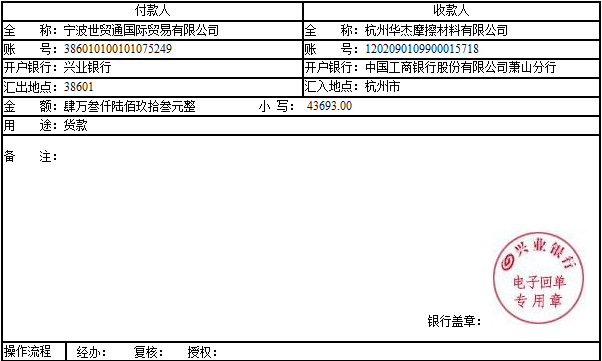 付款人 收款人
全 称：宁波世贸通国际贸易有限公司 全 称：杭州华杰摩擦材料有限公司
账 号：386010100101075249 账 号：1202090109900015718
开户银行：兴业银行 开户银行：中国工商银行股份有限公司萧山分行
汇出地点：38601 汇入地点：杭州市
金 额：肆万叁仟陆佰玖拾叁元整 小 写： 43693.00
用 途：货款
备 注：
兴业银行
电子回单
专用章
银行盖章：
操作流程 经办： 复核： 授权：